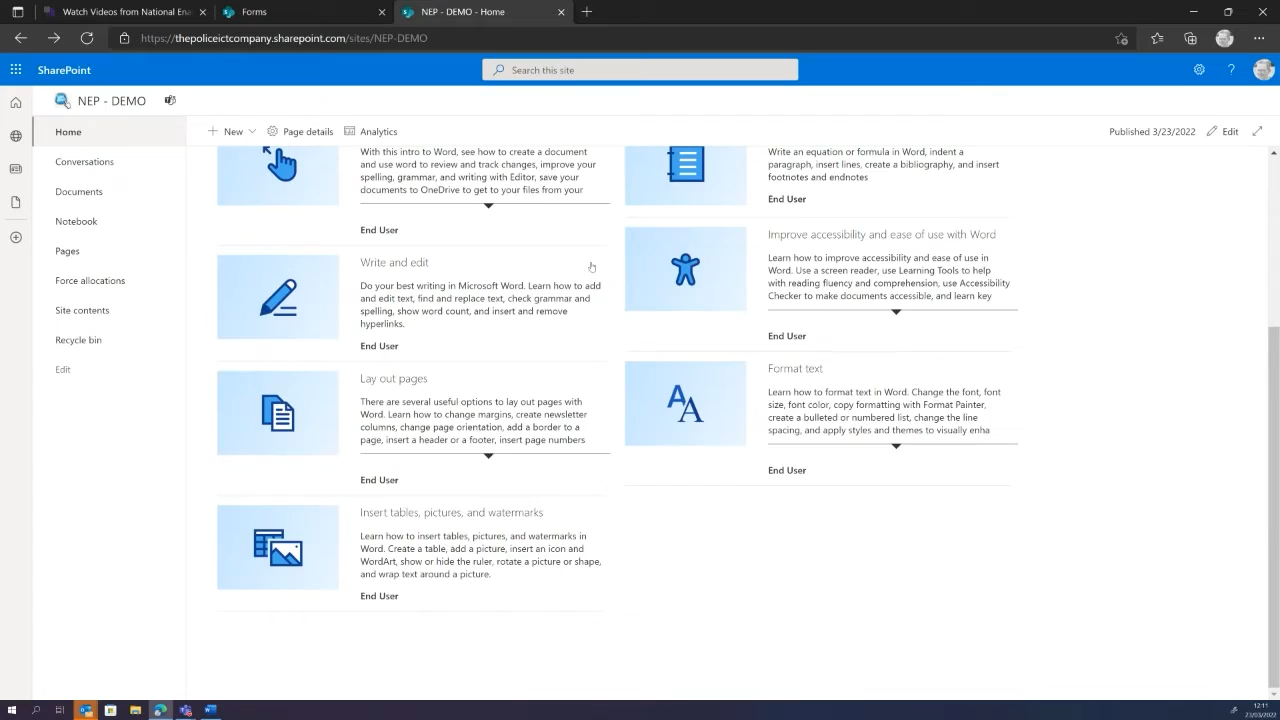 Watch Videos from National Ena
Forms
NEP - DEMO - Home
https://thepoliceictcompany.sharepoint.com/sites/NEP-DEMO
SharePoint
Search this site
NEP - DEMO
Home
Conversations
Documents
Notebook
Pages
Force allocations
Site contents
Recycle bin
Edit
New
Page details
Analytics
Published 3/23/2022
Edit
With this intro to Word, see how to create a document
and use word to review and track changes, improve your
spelling, grammar, and writing with Editor, save your
documents to OneDrive to get to your files from your
End User
Write and edit
Do your best writing in Microsoft Word. Learn how to add
and edit text, find and replace text, check grammar and
spelling, show word count, and insert and remove
hyperlinks.
End User
Lay out pages
There are several useful options to lay out pages with
Word. Learn how to change margins, create newsletter
columns, change page orientation, add a border to a
page, insert a header or a footer, insert page numbers
End User
Insert tables, pictures, and watermarks
Learn how to insert tables, pictures, and watermarks in
Word. Create a table, add a picture, insert an icon and
WordArt, show or hide the ruler, rotate a picture or shape,
and wrap text around a picture.
End User
Write an equation or formula in Word, indent a
paragraph, insert lines, create a bibliography, and insert
footnotes and endnotes
End User
Improve accessibility and ease of use with Word
Learn how to improve accessibility and ease of use in
Word. Use a screen reader, use Learning Tools to help
with reading fluency and comprehension, use Accessibility
Checker to make documents accessible, and learn key
End User
Format text
Learn how to format text in Word. Change the font, font
size, font color, copy formatting with Format Painter,
create a bulleted or numbered list, change the line
spacing, and apply styles and themes to visually enha
End User
12:11
23/03/2022